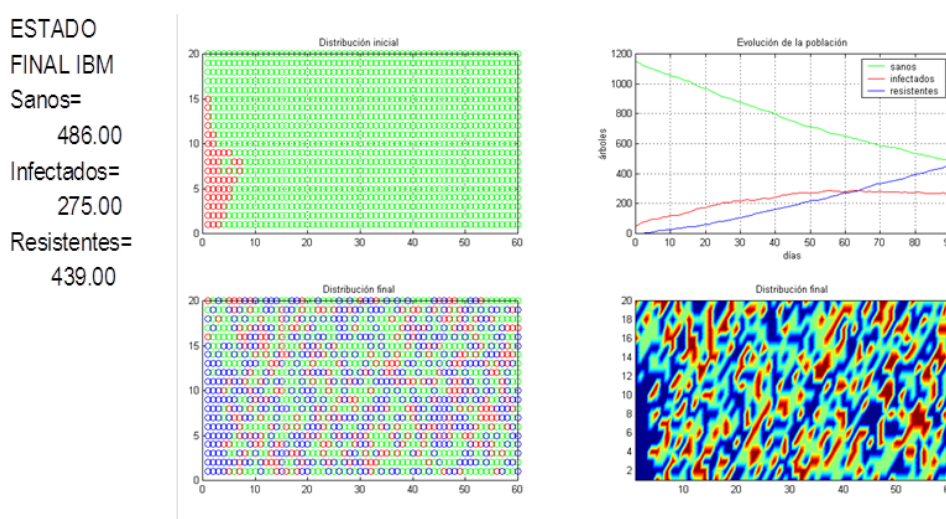 ESTADO
FINAL IBM
Sanos=
486.00
Infectados=
275.00
Resistentes=
439.00
Distribución inicial
20
15
10
5
0
0 10 20 30 40 50 60
Evolución de la población
1200
1000
800
600
400
200
0
árboles
sanos
infectados
resistentes
0 10 20 30 40 50 60 70 80
días
Distribución final
20
15
10
5
0
0 10 20 30 40 50 60
Distribución final
20
18
16
14
12
10
8
6
4
2
10 20 30 40 50